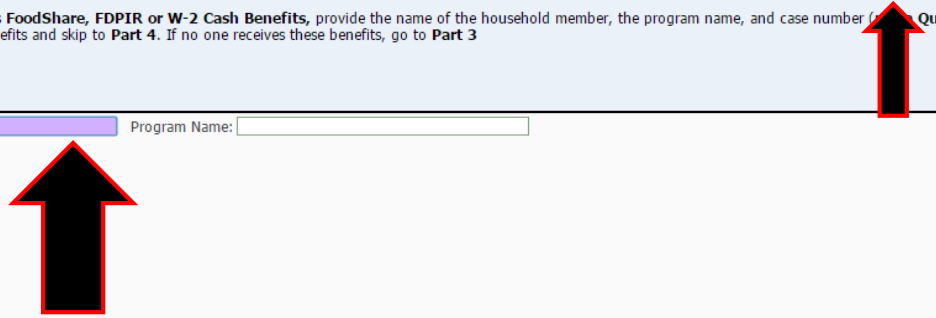 s FoodShare, FDPIR or W-2 Cash Benefits, provide the name of the household member, the program name, and case number ( Qu
efits and skip to Part 4. If no one receives these benefits, go to Part 3
Program Name: